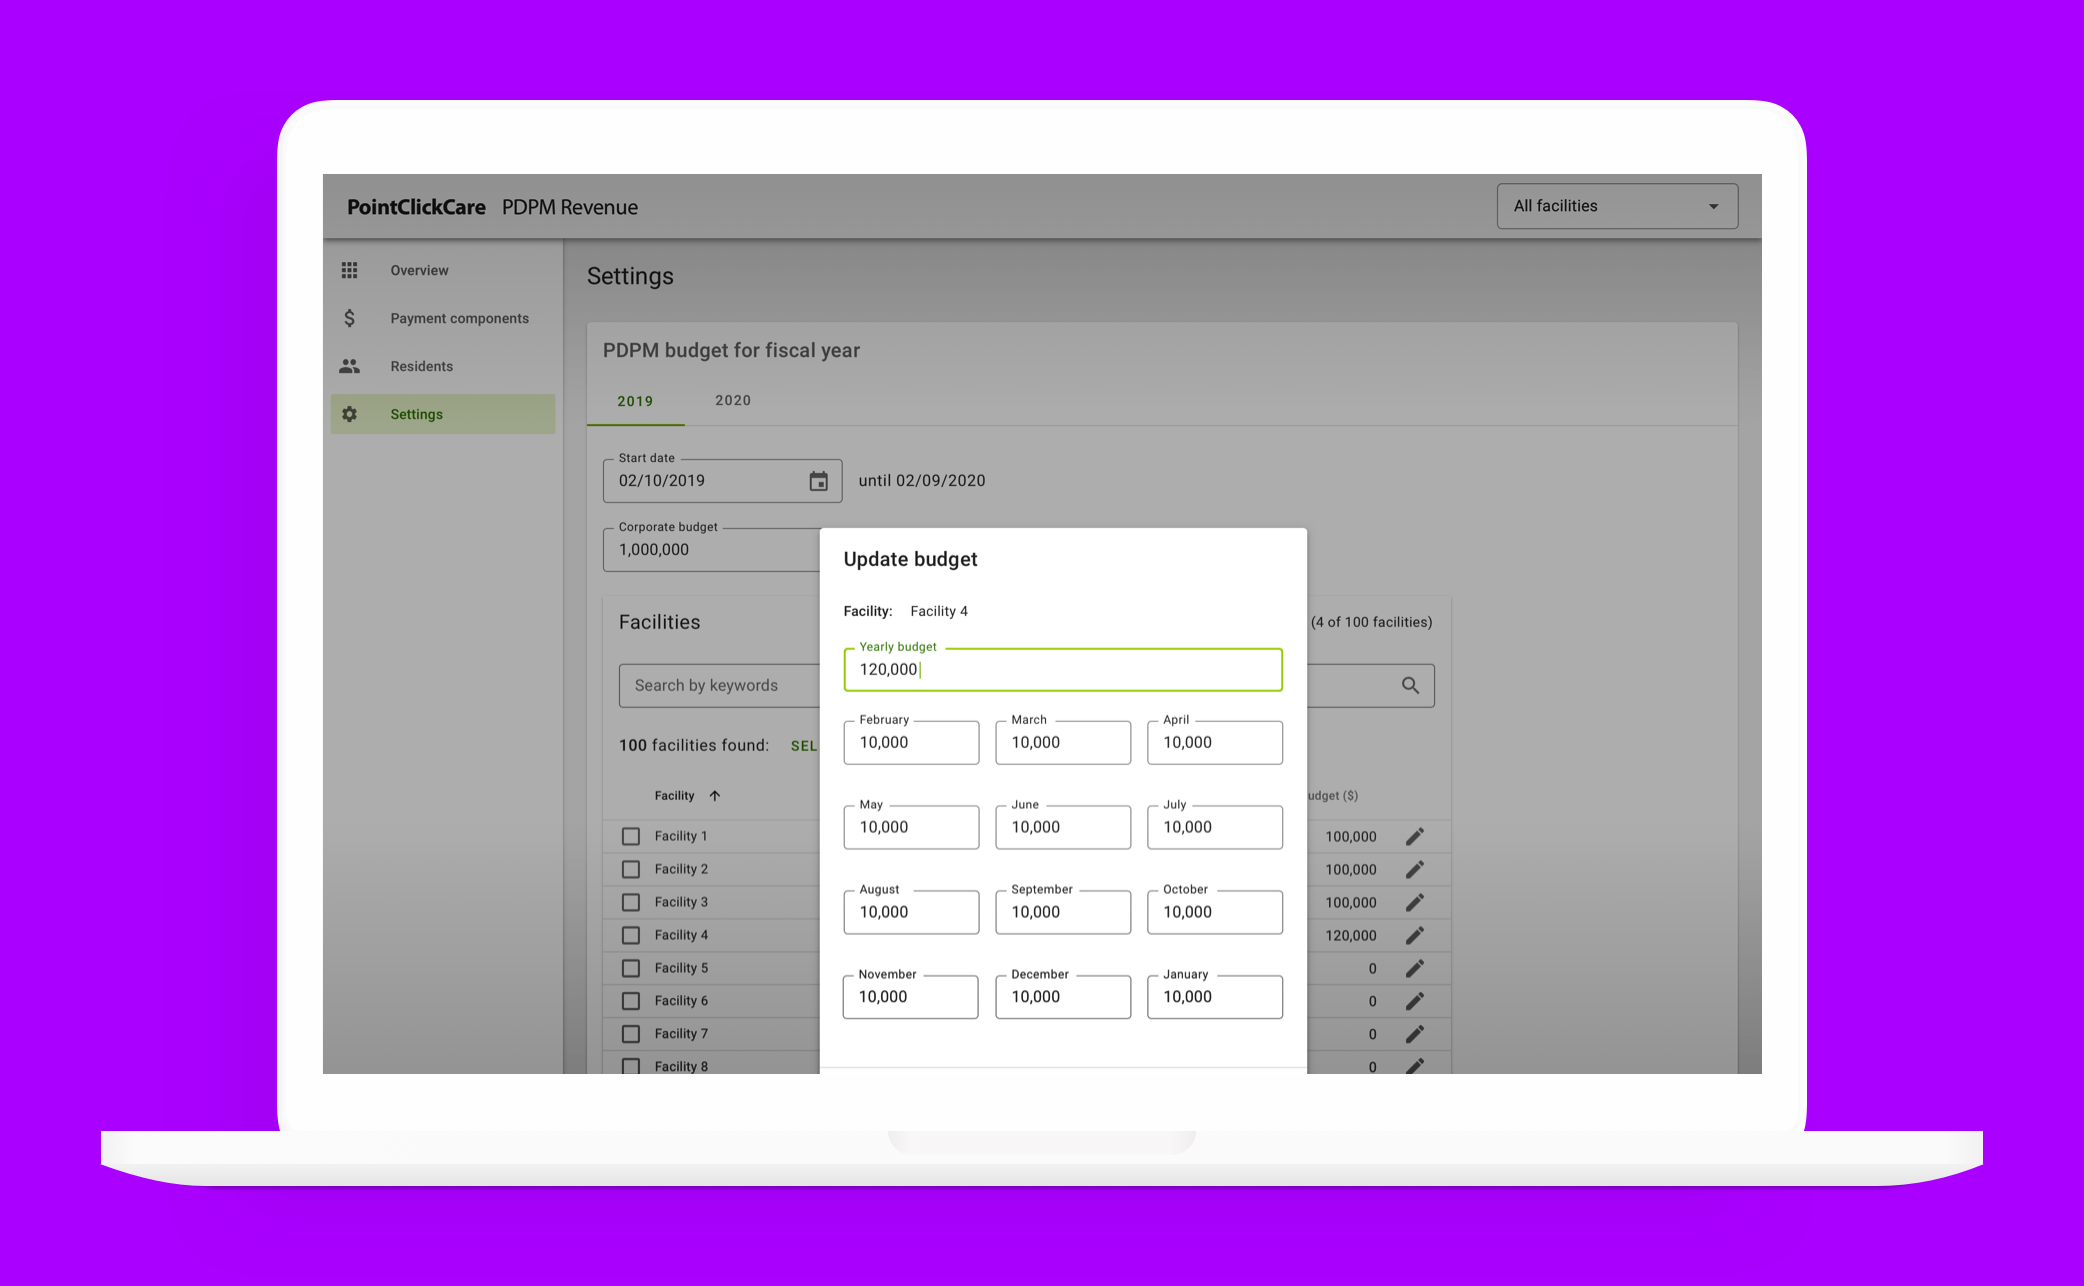 PointClickCare PDPM Revenue
All facilities
Overview
Payment components
Residents
Settings
Settings
PDPM budget for fiscal year
2019 2020
Start date
02/10/2019
until 02/09/2020
Corporate budget
1,000,000
Facilities
(4 of 100 facilities)
Search by keywords
100 facilities found: SEL
Facility
udget ($)
Facility 1 100,000
Facility 2 100,000
Facility 3 100,000
Facility 4 120,000
Facility 5 0
Facility 6 0
Facility 7 0
Facility 8 0
Update budget
Facility: Facility 4
Yearly budget
120,000
February March April
10,000 10,000 10,000
May June July
10,000 10,000 10,000
August September October
10,000 10,000 10,000
November December January
10,000 10,000 10,000